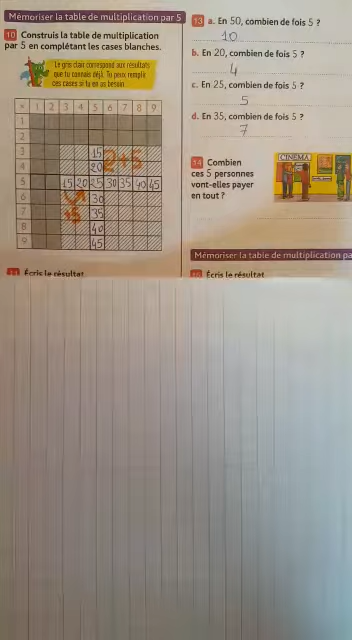 Mémoriser la table de multiplication par 5
10 Construis la table de multiplication
par 5 en complétant les cases blanches.
Le gris clair correspond aux résultats
que tu connais déjà. Tu peux remplir
ces cases si tu en as besoin.
× 1 2 3 4 5 6 7 8 9
1
2
3 15
4 20
5 15 20 25 30 35 40 45
6 30
7 35
8 40
9 45
11 Écris le résultat
13 a. En 50, combien de fois 5 ?
10
b. En 20, combien de fois 5 ?
4
c. En 25, combien de fois 5 ?
5
d. En 35, combien de fois 5 ?
7
14 Combien
ces 5 personnes
vont-elles payer
en tout ?
CINEMA
Mémoriser la table de multiplication pa
Écris le résultat